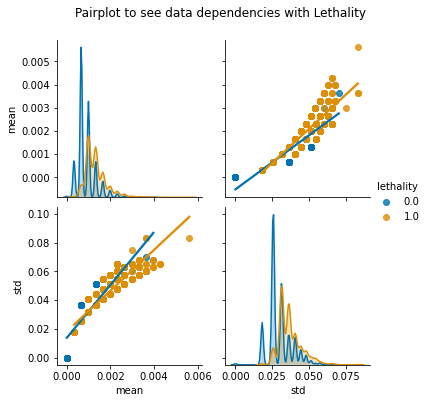 Pairplot to see data dependencies with Lethality
0.005
0.004
0.003
0.002
0.001
0.000
mean
lethality
0.0
1.0
0.10
0.08
0.06
0.04
0.02
0.00
std
0.000 0.002 0.004 0.006
mean
0.000 0.025 0.050 0.075
std